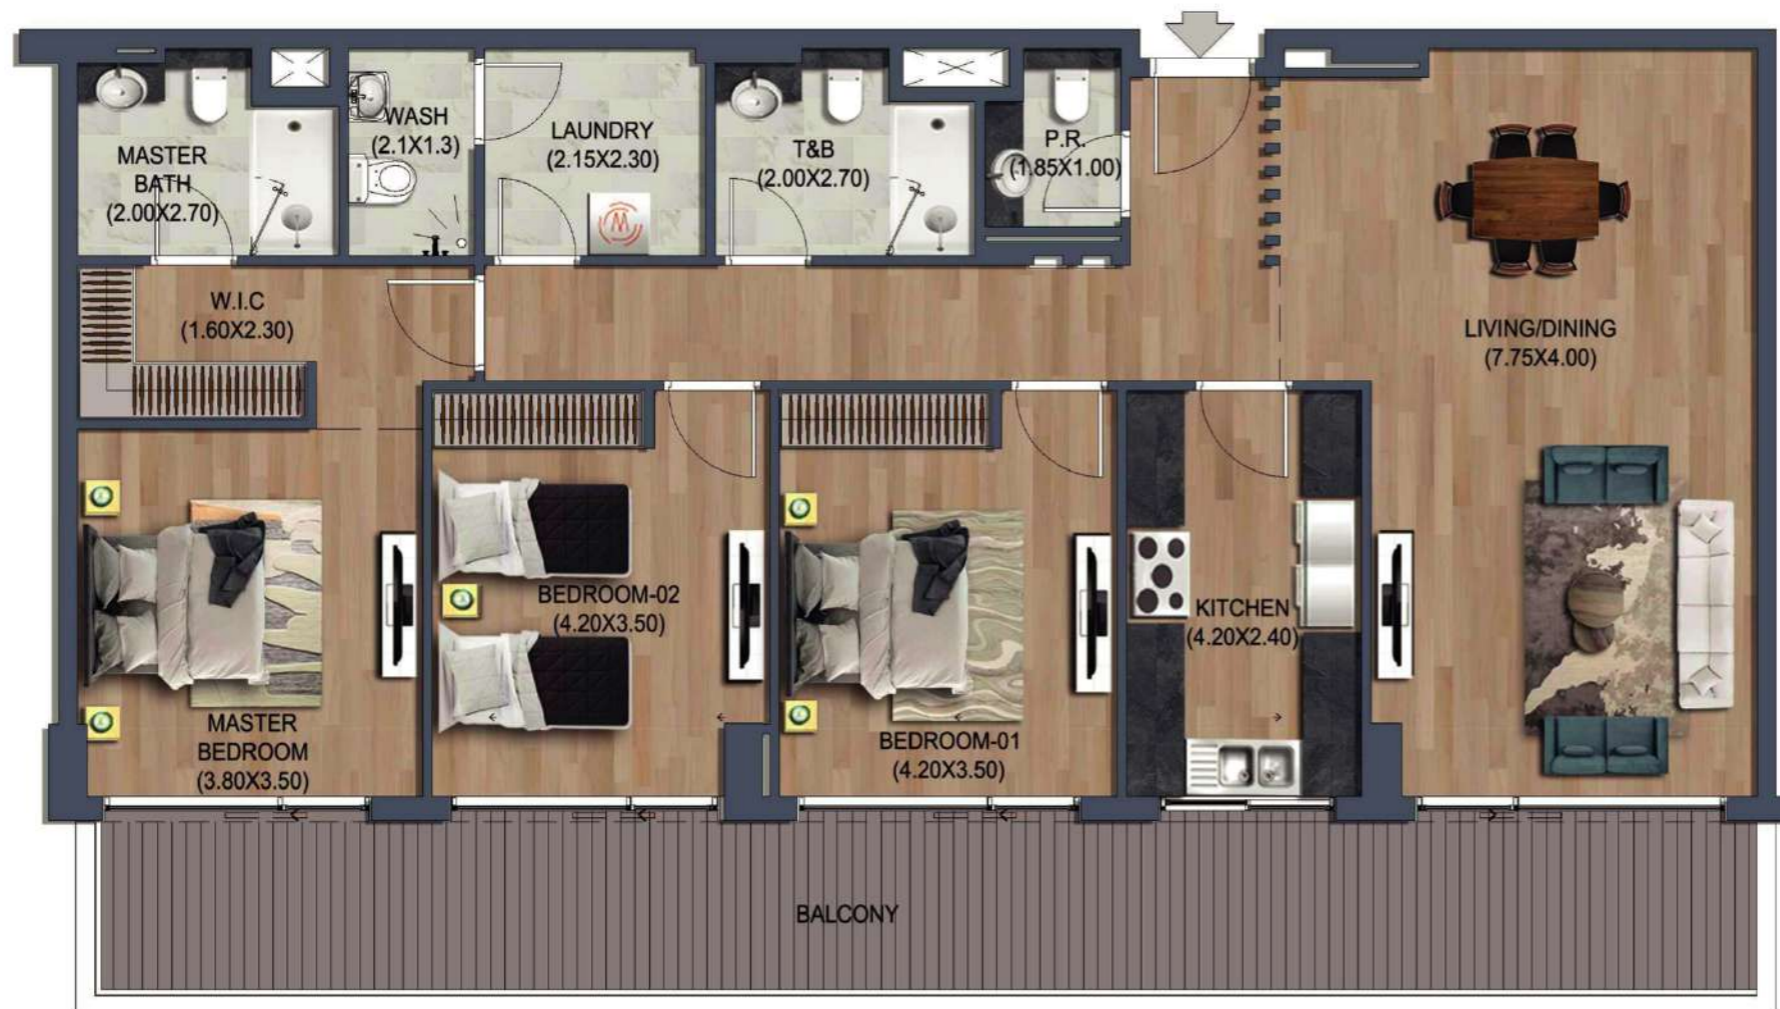 WASH
(2.1X1.3)
LAUNDRY
(2.15X2.30)
MASTER
BATH
(2.00X2.70)
T&B
(2.00X2.70)
P.R.
(1.85X1.00)
W.I.C
(1.60X2.30)
LIVING/DINING
(7.75X4.00)
M
BEDROOM-02
(4.20X3.50)
KITCHEN
(4.20X2.40)
MASTER
BEDROOM
(3.80X3.50)
BEDROOM-01
(4.20X3.50)
BALCONY